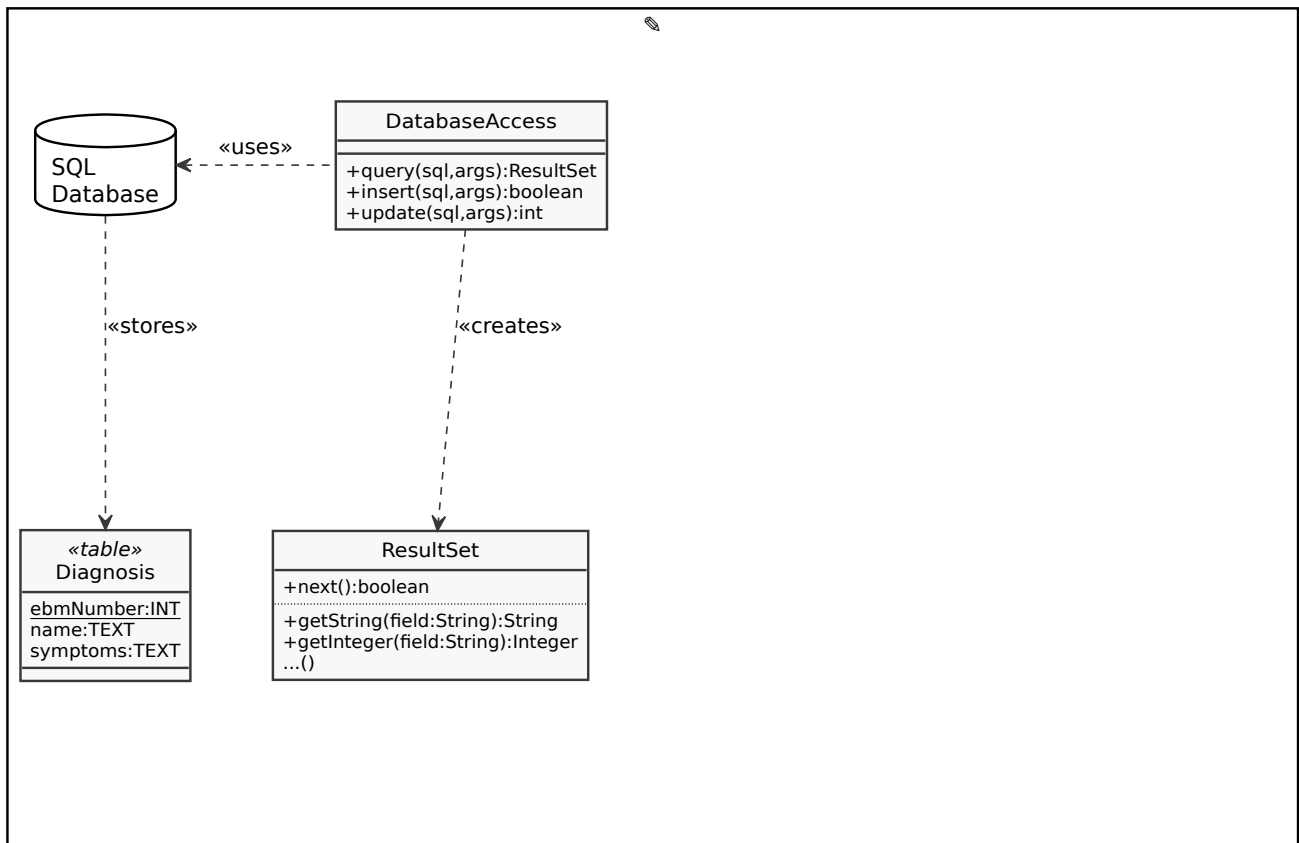 ✎
SQL
Database
«uses»
DatabaseAccess
+query(sql,args):ResultSet
+insert(sql,args):boolean
+update(sql,args):int
«stores»
«creates»
«table»
Diagnosis
ebmNumber:INT
name:TEXT
symptoms:TEXT
ResultSet
+next():boolean
+getString(field:String):String
+getInteger(field:String):Integer
...()